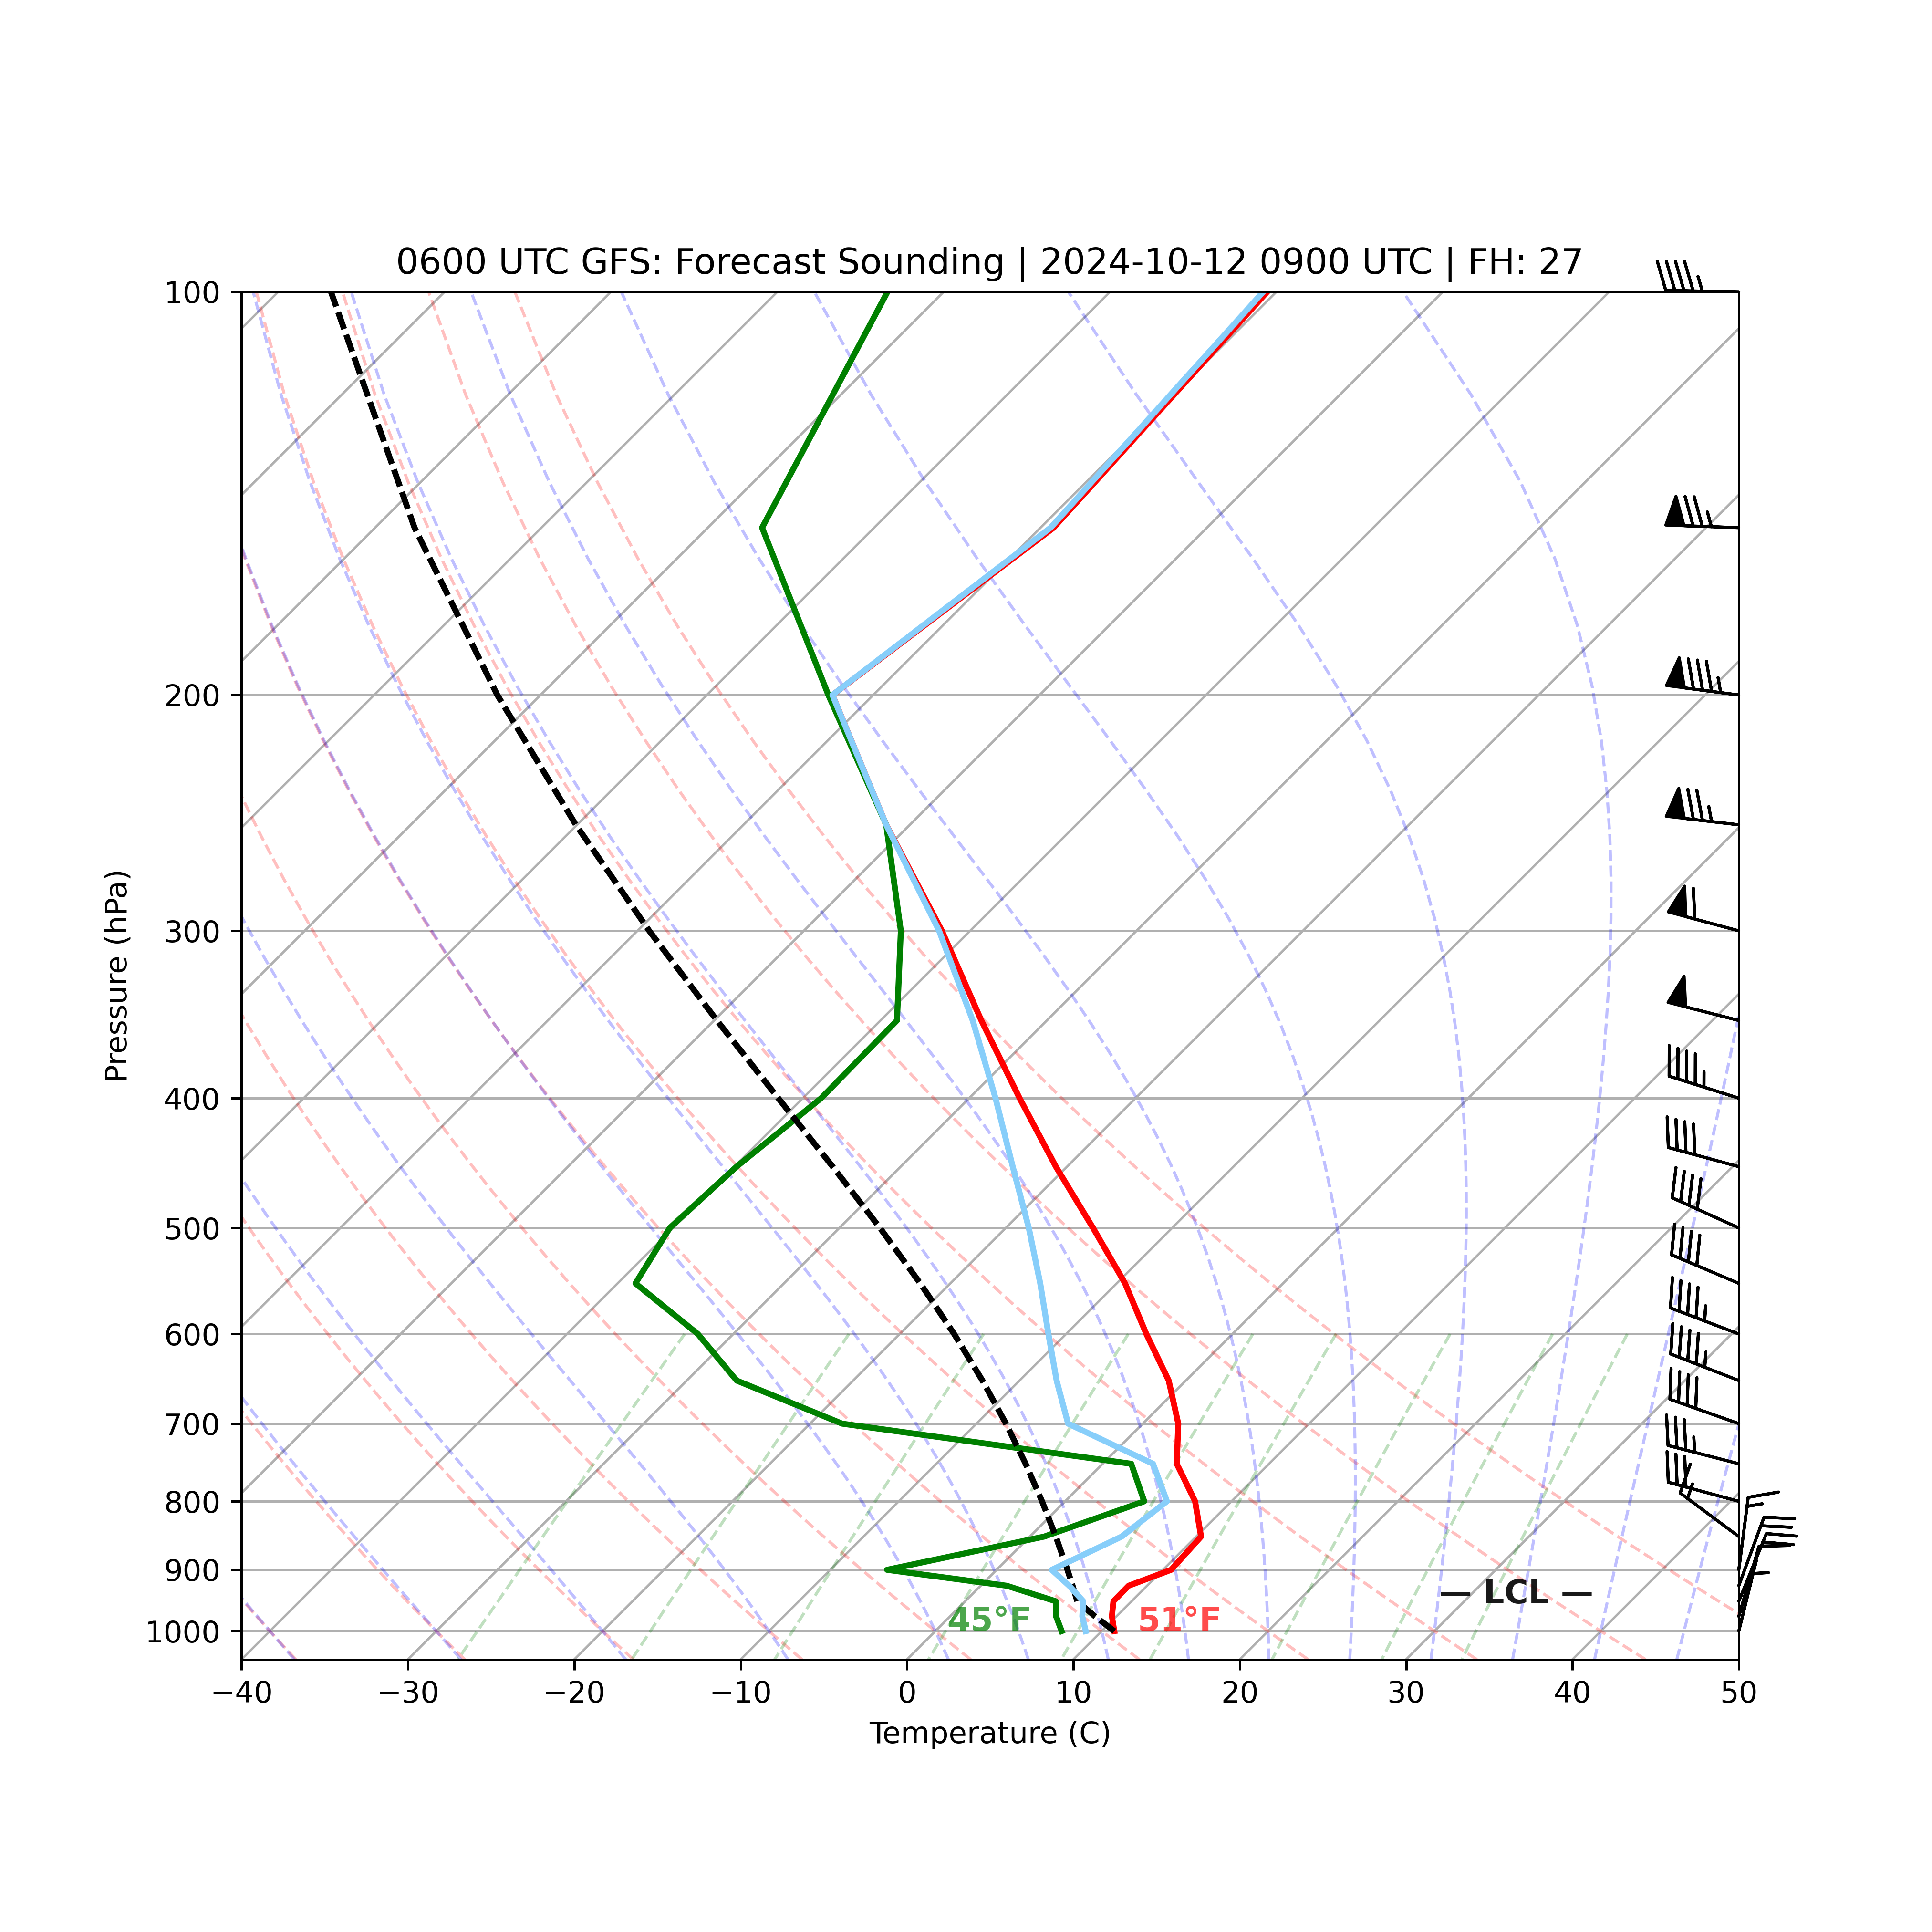 0600 UTC GFS: Forecast Sounding | 2024-10-12 0900 UTC | FH: 27
100
200
300
400
500
600
700
800
900
1000
Pressure (hPa)
— LCL —
45°F
51°F
−40 −30 −20 −10 0 10 20 30 40 50
Temperature (C)